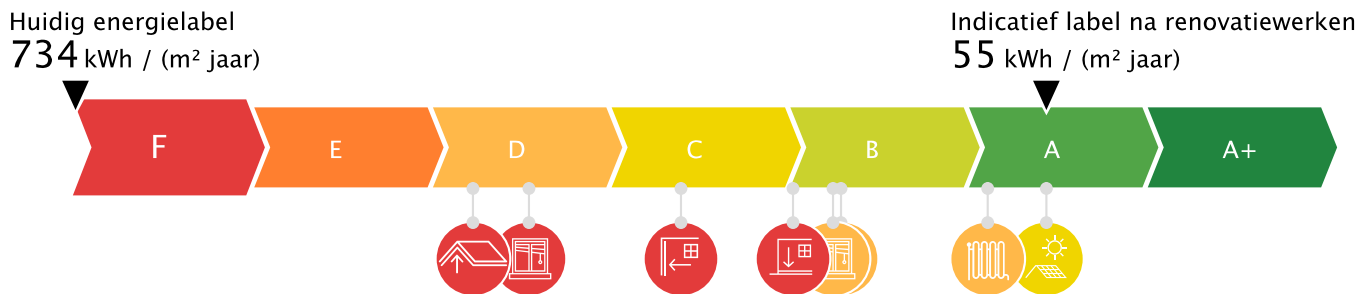 Huidig energielabel
734 kWh / (m² jaar)
Indicatief label na renovatiewerken
55 kWh / (m² jaar)
F
E
D
C
B
A
A+